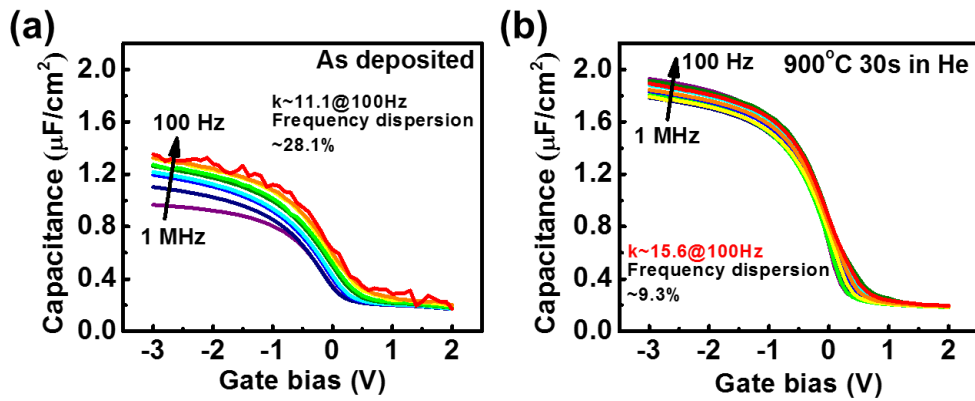 (a)
As deposited
k~11.1@100Hz
Frequency dispersion
~28.1%
100 Hz
1 MHz
Capacitance (μF/cm²)
2.0
1.6
1.2
0.8
0.4
0.0
-3 -2 -1 0 1 2
Gate bias (V)
(b)
900°C 30s in He
100 Hz
1 MHz
k~15.6@100Hz
Frequency dispersion
~9.3%
Capacitance (μF/cm²)
2.0
1.6
1.2
0.8
0.4
0.0
-3 -2 -1 0 1 2
Gate bias (V)